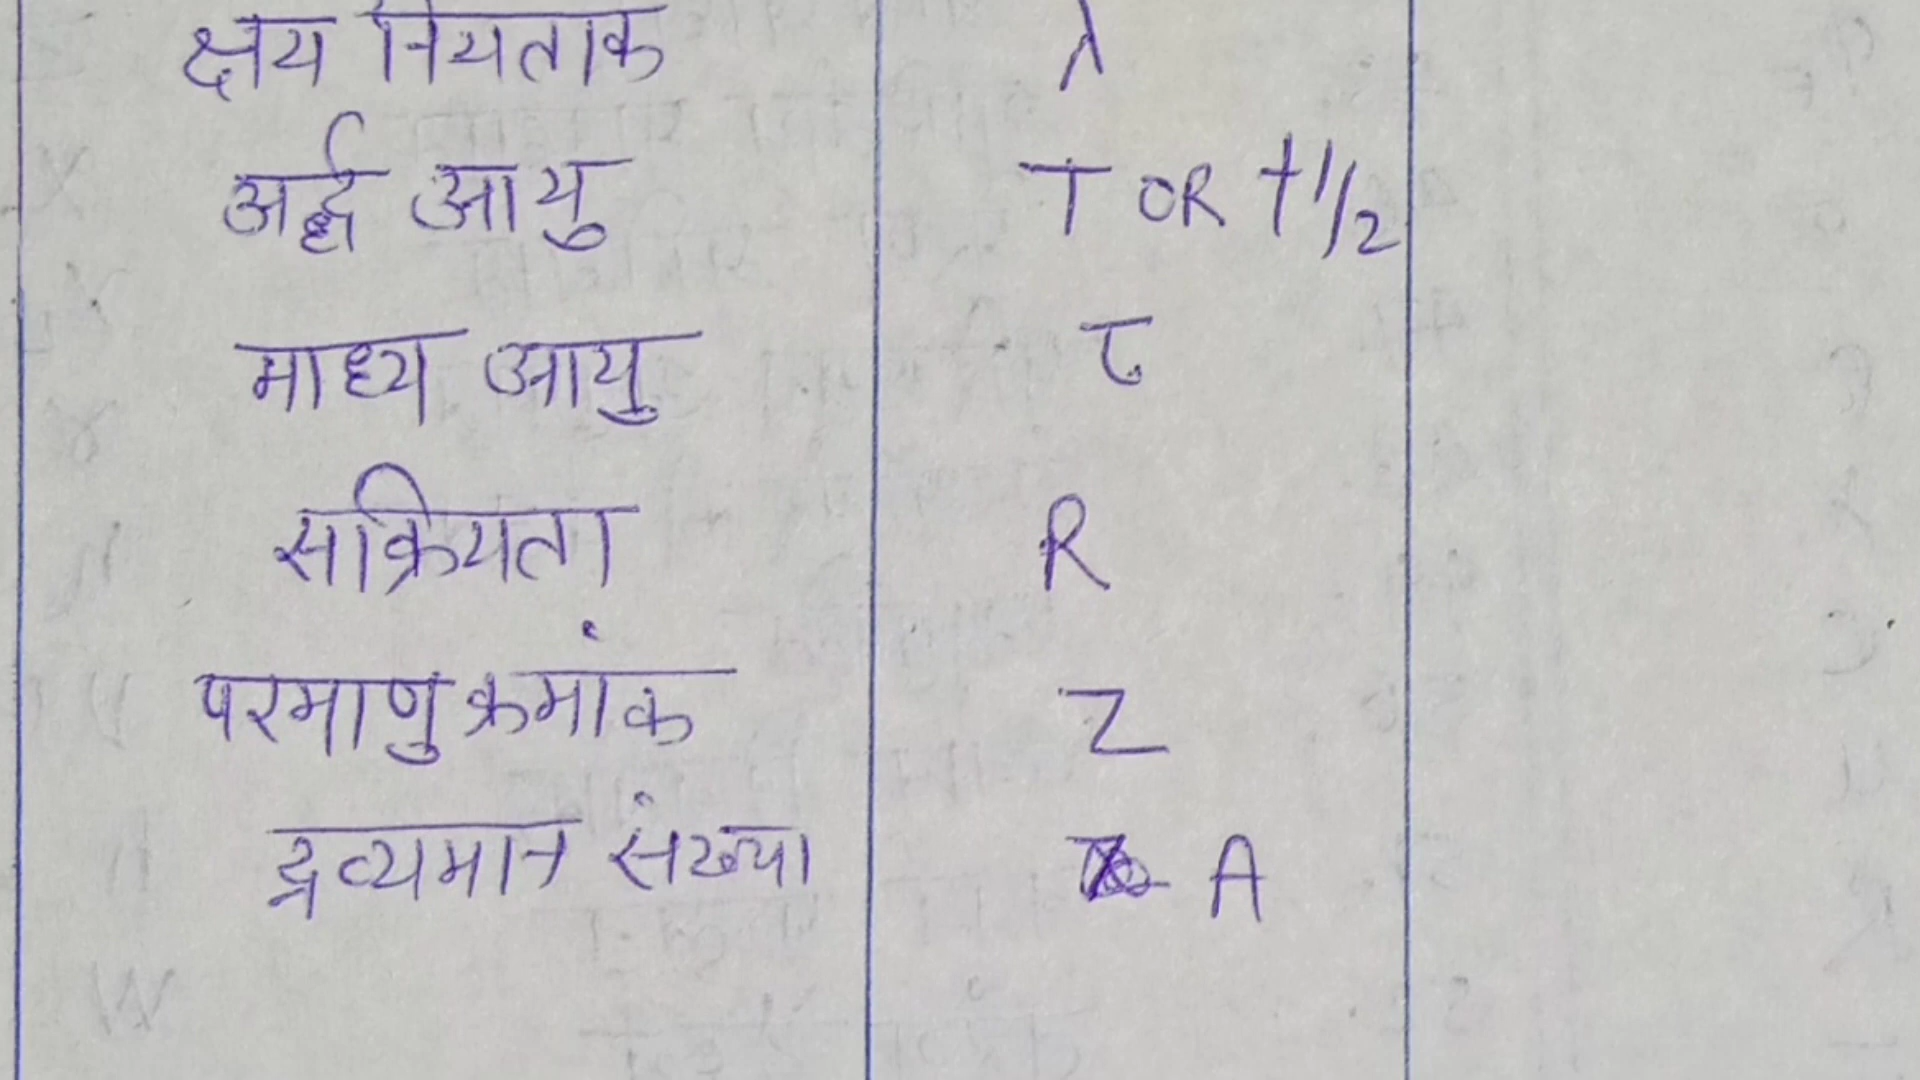 क्षय नियताक λ
अर्द्ध आयु T OR t1/2
माध्य आयु τ
सक्रियता R
परमाणु क्रमांक Z
द्रव्यमान संख्या A